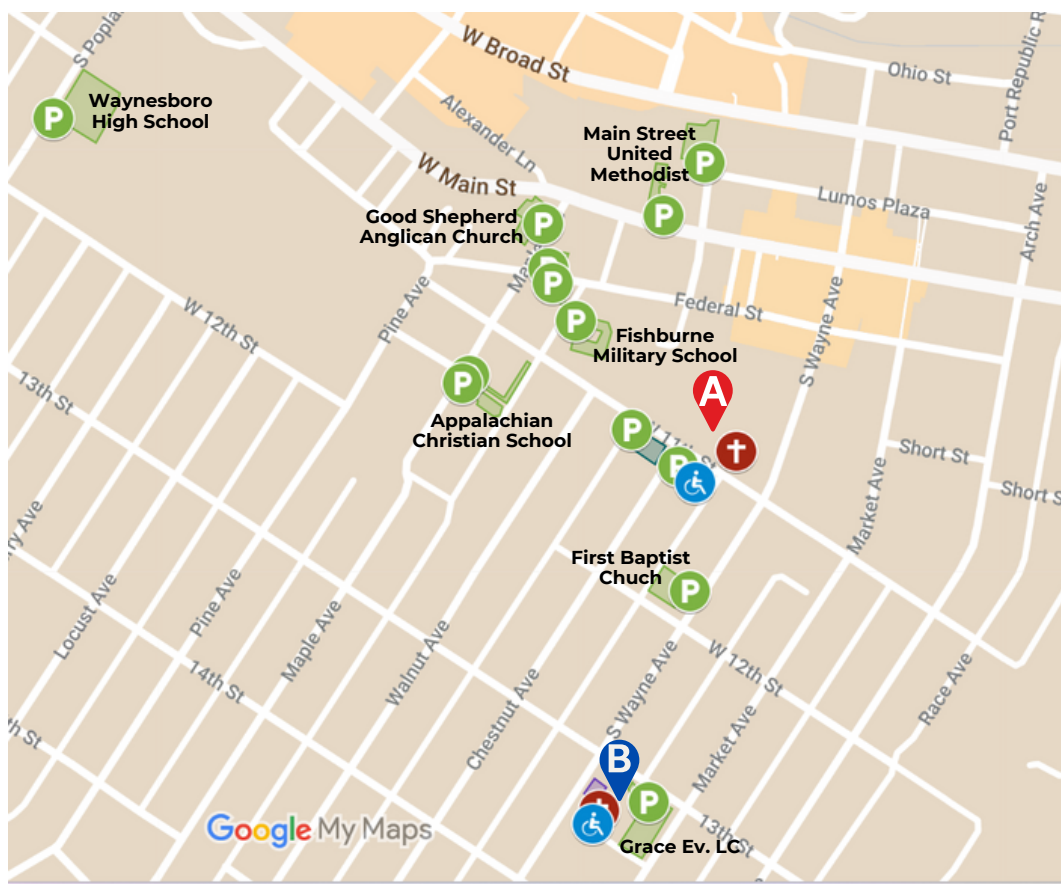 S Poplar
Waynesboro
High School
W Broad St
Ohio St
Port Republic R
Alexander Ln
Main Street
United
Methodist
W Main St
Lumos Plaza
Arch Ave
Good Shepherd
Anglican Church
Maple
Pine Ave
Federal St
S Wayne Ave
Fishburne
Military School
W 12th St
13th St
Appalachian
Christian School
A
W 11th St
Short St
Short S
Market Ave
First Baptist
Chuch
Locust Ave
Pine Ave
Maple Ave
Walnut Ave
14th St
Chestnut Ave
S Wayne Ave
W 12th St
Market Ave
Race Ave
th St
B
13th St
Grace Ev. LC
Google My Maps
P
P
P
P
P
P
P
P
P
P
P
P